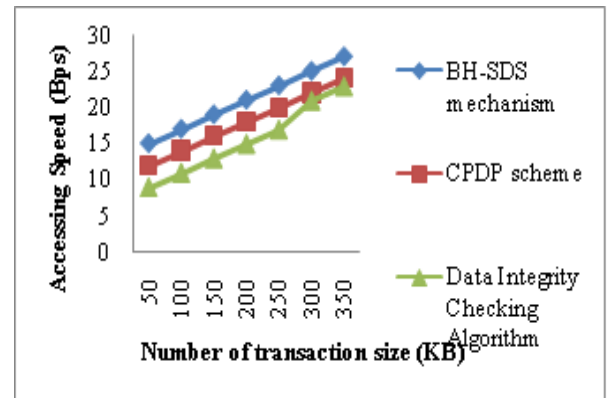 30
25
20
15
10
5
0
Accessing Speed (Bps)
50
100
150
200
250
300
350
Number of transaction size (KB)
BH-SDS
mechanism
CPDP scheme
Data Integrity
Checking
Algorithm